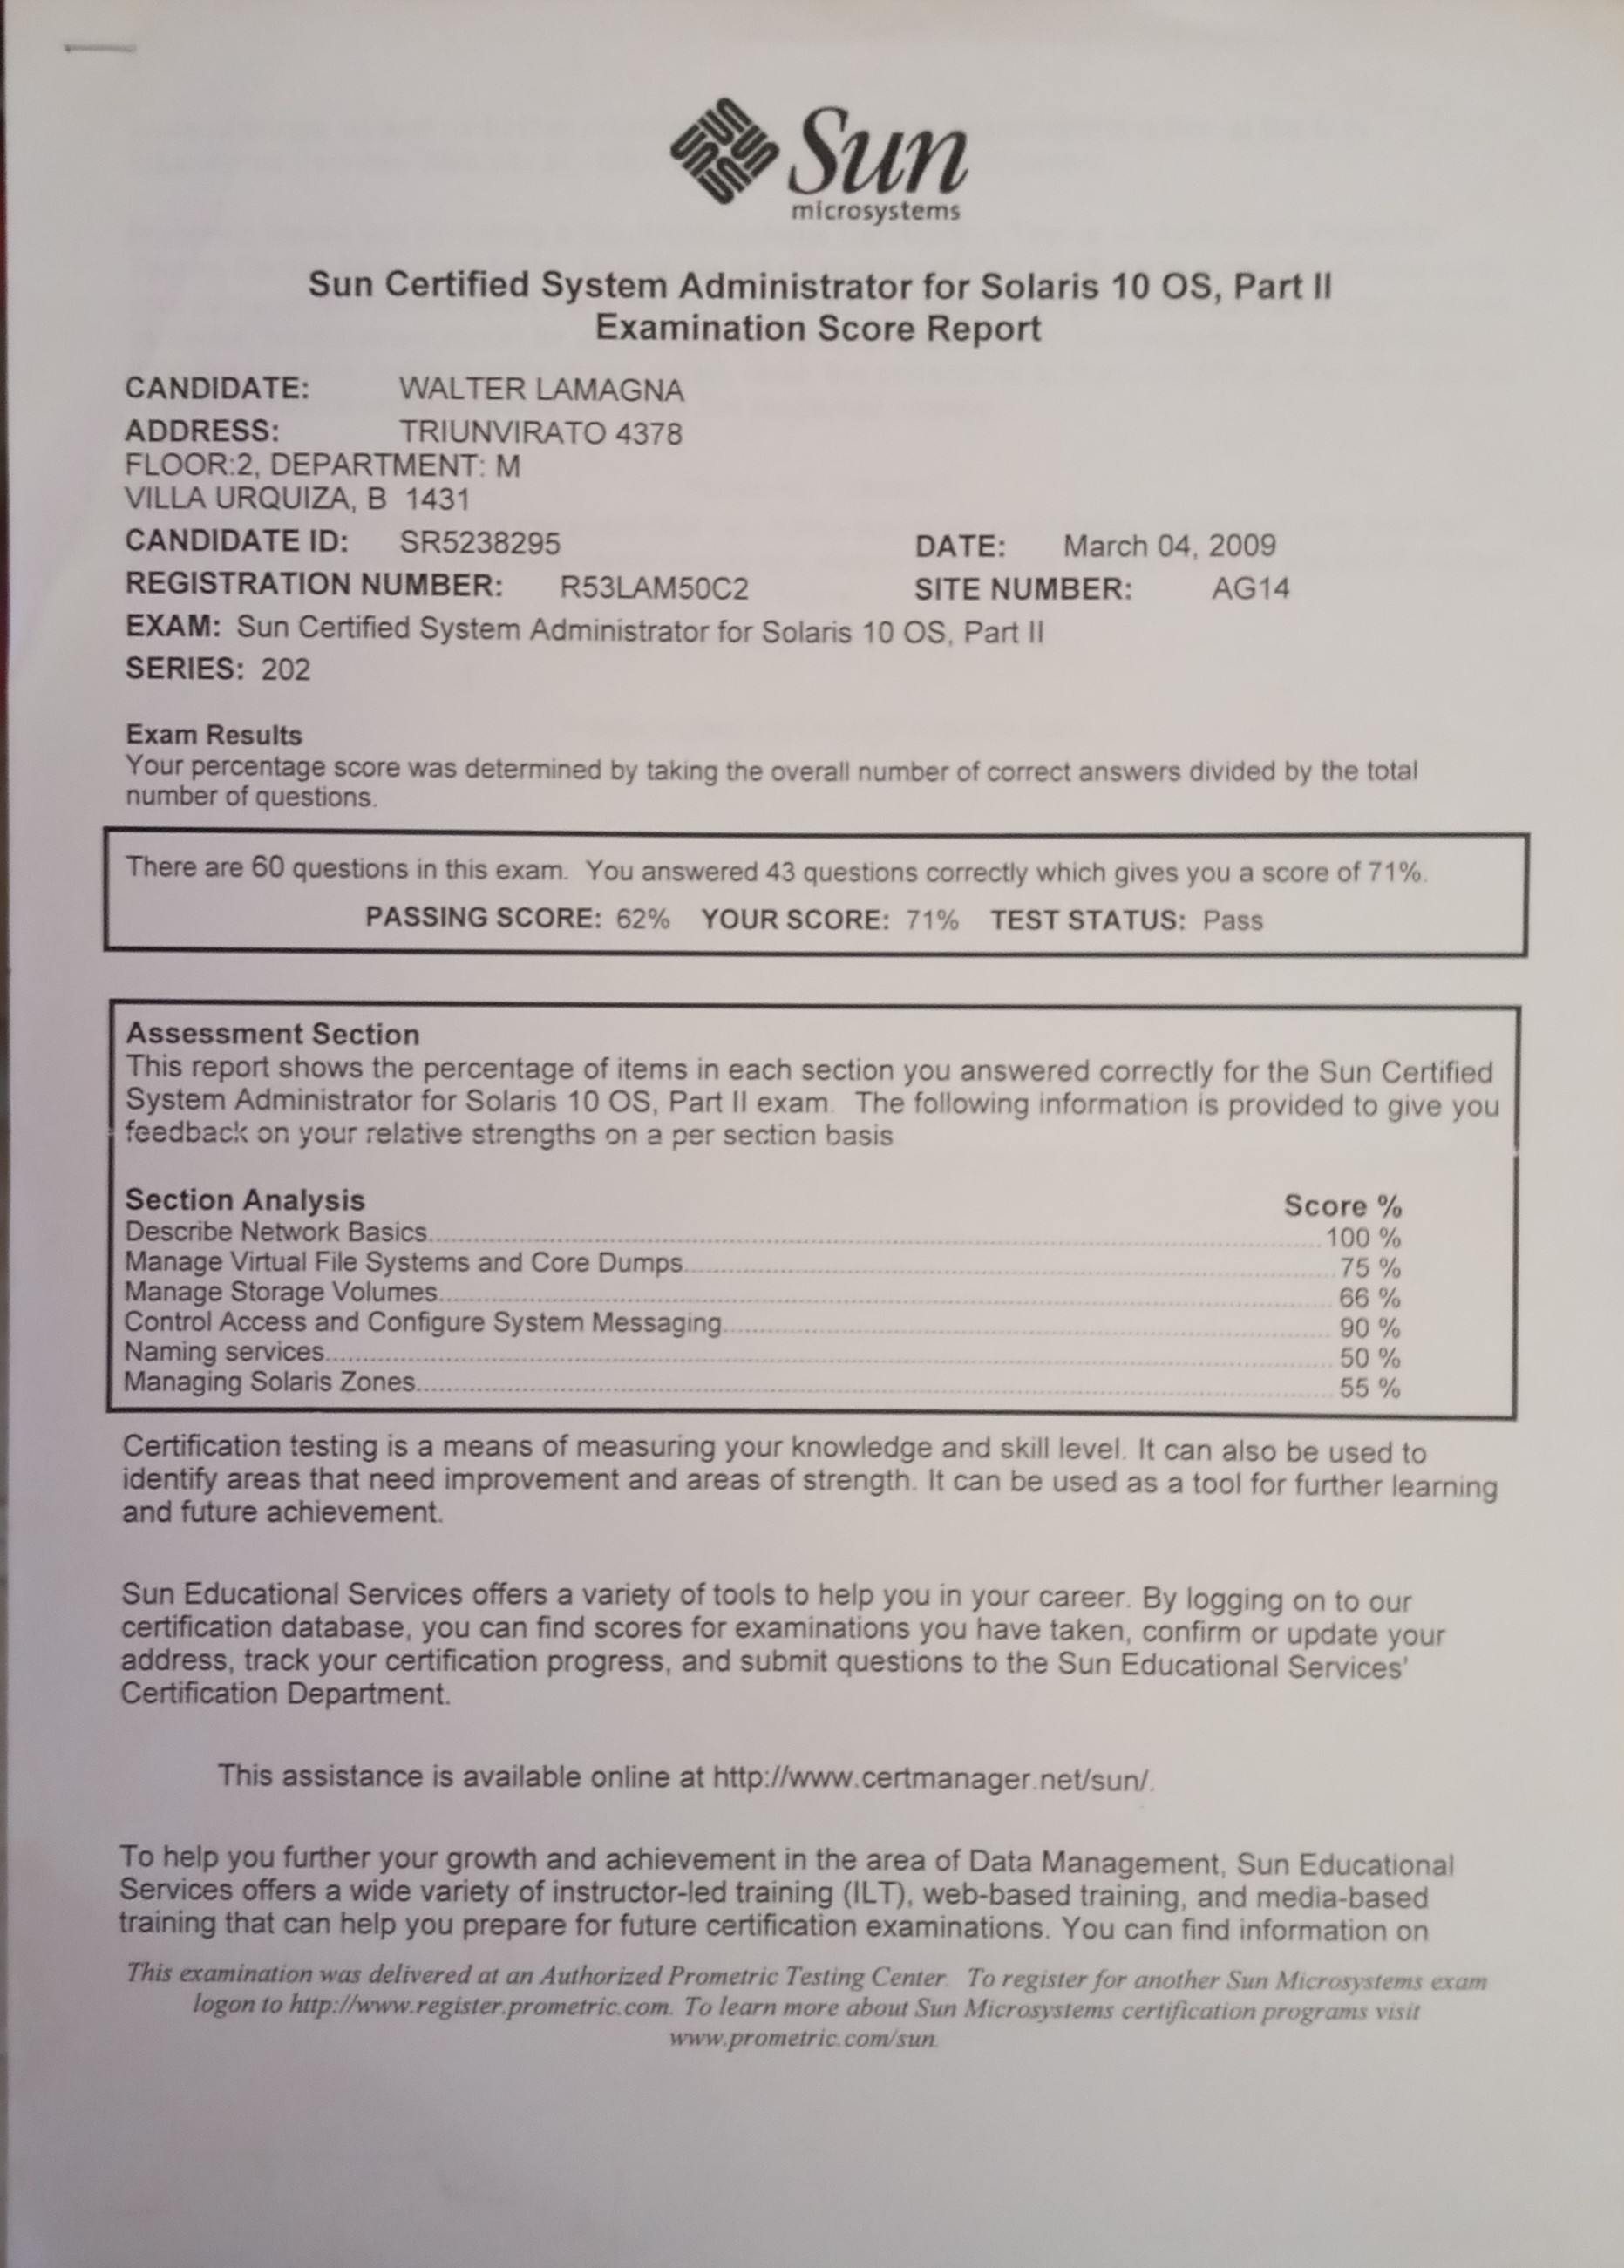 Sun
microsystems
Sun Certified System Administrator for Solaris 10 OS, Part II
Examination Score Report
CANDIDATE: WALTER LAMAGNA
ADDRESS: TRIUNVIRATO 4378
FLOOR:2, DEPARTMENT: M
VILLA URQUIZA, B 1431
CANDIDATE ID: SR5238295 DATE: March 04, 2009
REGISTRATION NUMBER: R53LAM50C2 SITE NUMBER: AG14
EXAM: Sun Certified System Administrator for Solaris 10 OS, Part II
SERIES: 202
Exam Results
Your percentage score was determined by taking the overall number of correct answers divided by the total
number of questions.
There are 60 questions in this exam. You answered 43 questions correctly which gives you a score of 71%.
PASSING SCORE: 62% YOUR SCORE: 71% TEST STATUS: Pass
Assessment Section
This report shows the percentage of items in each section you answered correctly for the Sun Certified
System Administrator for Solaris 10 OS, Part II exam. The following information is provided to give you
feedback on your relative strengths on a per section basis
Section Analysis Score %
Describe Network Basics 100 %
Manage Virtual File Systems and Core Dumps 75 %
Manage Storage Volumes 66 %
Control Access and Configure System Messaging 90 %
Naming services 50 %
Managing Solaris Zones 55 %
Certification testing is a means of measuring your knowledge and skill level. It can also be used to
identify areas that need improvement and areas of strength. It can be used as a tool for further learning
and future achievement.
Sun Educational Services offers a variety of tools to help you in your career. By logging on to our
certification database, you can find scores for examinations you have taken, confirm or update your
address, track your certification progress, and submit questions to the Sun Educational Services'
Certification Department.
This assistance is available online at http://www.certmanager.net/sun/.
To help you further your growth and achievement in the area of Data Management, Sun Educational
Services offers a wide variety of instructor-led training (ILT), web-based training, and media-based
training that can help you prepare for future certification examinations. You can find information on
This examination was delivered at an Authorized Prometric Testing Center. To register for another Sun Microsystems exam
logon to http://www.register.prometric.com. To learn more about Sun Microsystems certification programs visit
www.prometric.com/sun.